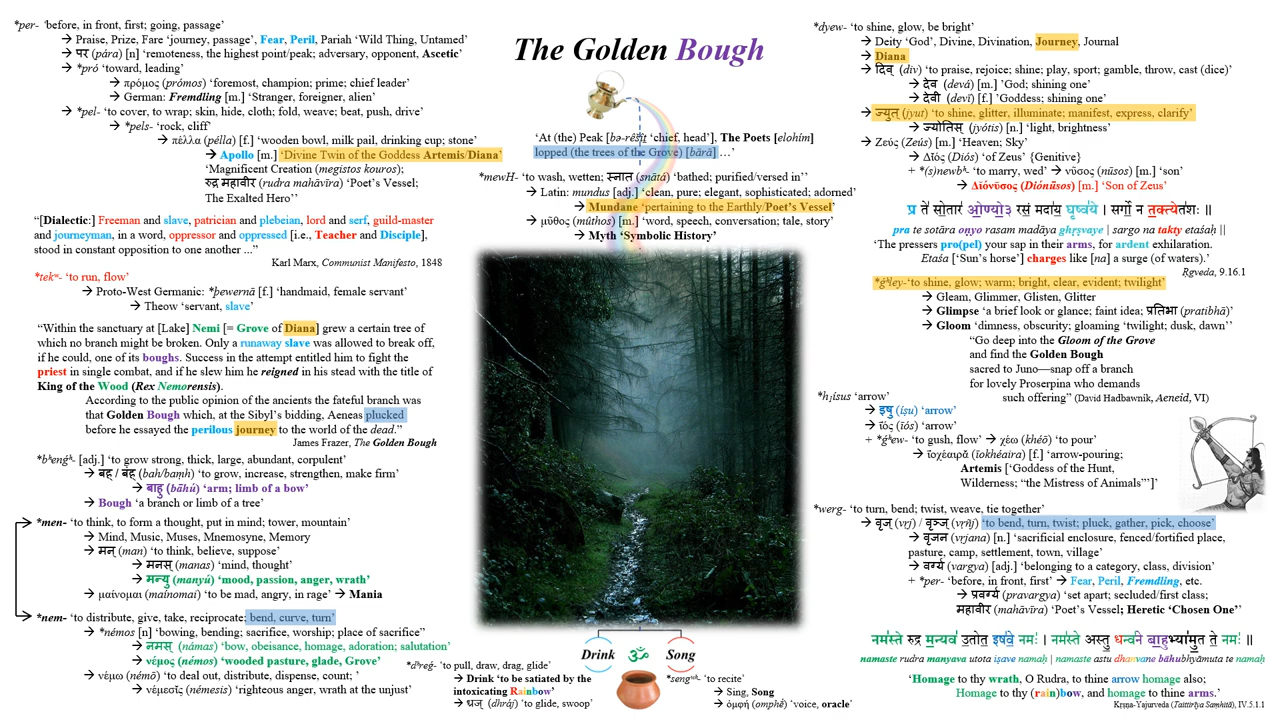 *per- ‘before, in front, first; going, passage’
→ Praise, Prize, Fare ‘journey, passage’, Fear, Peril, Pariah ‘Wild Thing, Untamed’
→ पर (pára) [n] ‘remoteness, the highest point/peak; adversary, opponent, Ascetic’
→ *pró ‘toward, leading’
→ πρόμος (prómos) ‘foremost, champion; prime; chief leader’
→ German: Fremdling [m.] ‘Stranger, foreigner, alien’
→ *pel- ‘to cover, to wrap; skin, hide, cloth; fold, weave; beat, push, drive’
→ *pels- ‘rock, cliff’
→ πέλλα (pélla) [f.] ‘wooden bowl, milk pail, drinking cup; stone’
→ Apollo [m.] ‘Divine Twin of the Goddess Artemis/Diana’
‘Magnificent Creation (megistos kouros);
रुद्र महावीर (rudra mahāvīra) ‘Poet’s Vessel;
The Exalted Hero’’
“[Dialectic:] Freeman and slave, patrician and plebeian, lord and serf, guild-master
and journeyman, in a word, oppressor and oppressed [i.e., Teacher and Disciple],
stood in constant opposition to one another ...”
Karl Marx, Communist Manifesto, 1848
*tekʷ- ‘to run, flow’
→ Proto-West Germanic: *þewernā [f.] ‘handmaid, female servant’
→ Theow ‘servant, slave’
“Within the sanctuary at [Lake] Nemi [= Grove of Diana] grew a certain tree of
which no branch might be broken. Only a runaway slave was allowed to break off,
if he could, one of its boughs. Success in the attempt entitled him to fight the
priest in single combat, and if he slew him he reigned in his stead with the title of
King of the Wood (Rex Nemorensis).
According to the public opinion of the ancients the fateful branch was
that Golden Bough which, at the Sibyl’s bidding, Aeneas plucked
before he essayed the perilous journey to the world of the dead.”
James Frazer, The Golden Bough
*bʰenǵʰ- [adj.] ‘to grow strong, thick, large, abundant, corpulent’
→ बह् / बंह् (bah/baṃh) ‘to grow, increase, strengthen, make firm’
→ बाहु (bāhú) ‘arm; limb of a bow’
→ Bough ‘a branch or limb of a tree’
*men- ‘to think, to form a thought, put in mind; tower, mountain’
→ Mind, Music, Muses, Mnemosyne, Memory
→ मन् (man) ‘to think, believe, suppose’
→ मनस् (manas) ‘mind, thought’
→ मन्यु (manyú) ‘mood, passion, anger, wrath’
→ μαίνομαι (maínomai) ‘to be mad, angry, in rage’ → Mania
*nem- ‘to distribute, give, take, reciprocate; bend, curve, turn’
→ *némos [n] ‘bowing, bending; sacrifice, worship; place of sacrifice”
→ नमस् (námas) ‘bow, obeisance, homage, adoration; salutation’
→ νέμος (némos) ‘wooded pasture, glade, Grove’
→ νέμω (némō) ‘to deal out, distribute, dispense, count; ’
→ νέμεσῐς (némesis) ‘righteous anger, wrath at the unjust’
The Golden Bough
‘At (the) Peak [bə-rêšît ‘chief, head’], The Poets [elohim]
lopped (the trees of the Grove) [bārā] …’
*mewH- ‘to wash, wetten; स्नात (snātá) ‘bathed; purified/versed in’’
→ Latin: mundus [adj.] ‘clean, pure; elegant, sophisticated; adorned’
→ Mundane ‘pertaining to the Earthly/Poet’s Vessel’
→ μῦθος (mûthos) [m.] ‘word, speech, conversation; tale, story’
→ Myth ‘Symbolic History’
Drink ॐ Song
*dʰreǵ- ‘to pull, draw, drag, glide’
→ Drink ‘to be satiated by the
intoxicating Rainbow’
→ ध्रज् (dhráj) ‘to glide, swoop’
*sengʷʰ- ‘to recite’
→ Sing, Song
→ ὀμφή (omphḗ) ‘voice, oracle’
*dyew- ‘to shine, glow, be bright’
→ Deity ‘God’, Divine, Divination, Journey, Journal
→ Diana
→ दिव् (div) ‘to praise, rejoice; shine; play, sport; gamble, throw, cast (dice)’
→ देव (devá) [m.] ‘God; shining one’
→ देवी (devī) [f.] ‘Goddess; shining one’
→ ज्युत् (jyut) ‘to shine, glitter, illuminate; manifest, express, clarify’
→ ज्योतिस् (jyótis) [n.] ‘light, brightness’
→ Ζεύς (Zeús) [m.] ‘Heaven; Sky’
→ Δῐός (Diós) ‘of Zeus’ {Genitive}
+ *(s)newbʰ- ‘to marry, wed’ → νῦσος (nūsos) [m.] ‘son’
→ Διόνῡσος (Diónūsos) [m.] ‘Son of Zeus’
प्र ते॑ सो॒तार॑ ओ॒ण्यो॒३॒ रसं॒ मदा॑य॒ घृष्व॑ये । सर्गो॒ न त॒क्त्येत॑शः ॥
pra te sotāra oṇyo rasam madāya ghṛṣvaye | sargo na takty etaśaḥ ||
‘The pressers pro(pel) your sap in their arms, for ardent exhilaration.
Etaśa [‘Sun’s horse’] charges like [na] a surge (of waters).’
Ṛgveda, 9.16.1
*ǵʰley- ‘to shine, glow; warm; bright, clear, evident; twilight’
→ Gleam, Glimmer, Glisten, Glitter
→ Glimpse ‘a brief look or glance; faint idea; प्रतिभा (pratibhā)’
→ Gloom ‘dimness, obscurity; gloaming ‘twilight; dusk, dawn’’
“Go deep into the Gloom of the Grove
and find the Golden Bough
sacred to Juno—snap off a branch
for lovely Proserpina who demands
such offering” (David Hadbawnik, Aeneid, VI)
*h₁ísus ‘arrow’
→ इषु (íṣu) ‘arrow’
→ ῑ̓ός (īós) ‘arrow’
+ *ǵʰew- ‘to gush, flow’ → χέω (khéō) ‘to pour’
→ ῑ̓οχέαιρᾰ (īokhéaira) [f.] ‘arrow-pouring;
Artemis [‘Goddess of the Hunt,
Wilderness; “the Mistress of Animals”’]’
*werg- ‘to turn, bend; twist, weave, tie together’
→ वृज् (vṛj) / वृञ्ज् (vṛñj) ‘to bend, turn, twist; pluck, gather, pick, choose’
→ वृजन (vṛjana) [n.] ‘sacrificial enclosure, fenced/fortified place,
pasture, camp, settlement, town, village’
→ वर्ग्य (vargya) [adj.] ‘belonging to a category, class, division’
+ *per- ‘before, in front, first’ → Fear, Peril, Fremdling, etc.
→ प्रवर्ग्य (pravargya) ‘set apart; secluded/first class;
महावीर (mahāvīra) ‘Poet’s Vessel; Heretic ‘Chosen One’’
नम॑स्ते रुद्र म॒न्यव॑ उ॒तोत॒ इष॑वे॒ नमः॑ । नम॑स्ते अस्तु॒ धन्व॑ने बा॒हुभ्या॑मु॒त ते॒ नमः॑ ॥
namaste rudra manyava utota iṣave namaḥ | namaste astu dhanvane bāhubhyāmuta te namaḥ
‘Homage to thy wrath, O Rudra, to thine arrow homage also;
Homage to thy (rain)bow, and homage to thine arms.’
Kṛṣṇa-Yajurveda (Taittirīya Saṃhitā), IV.5.1.1